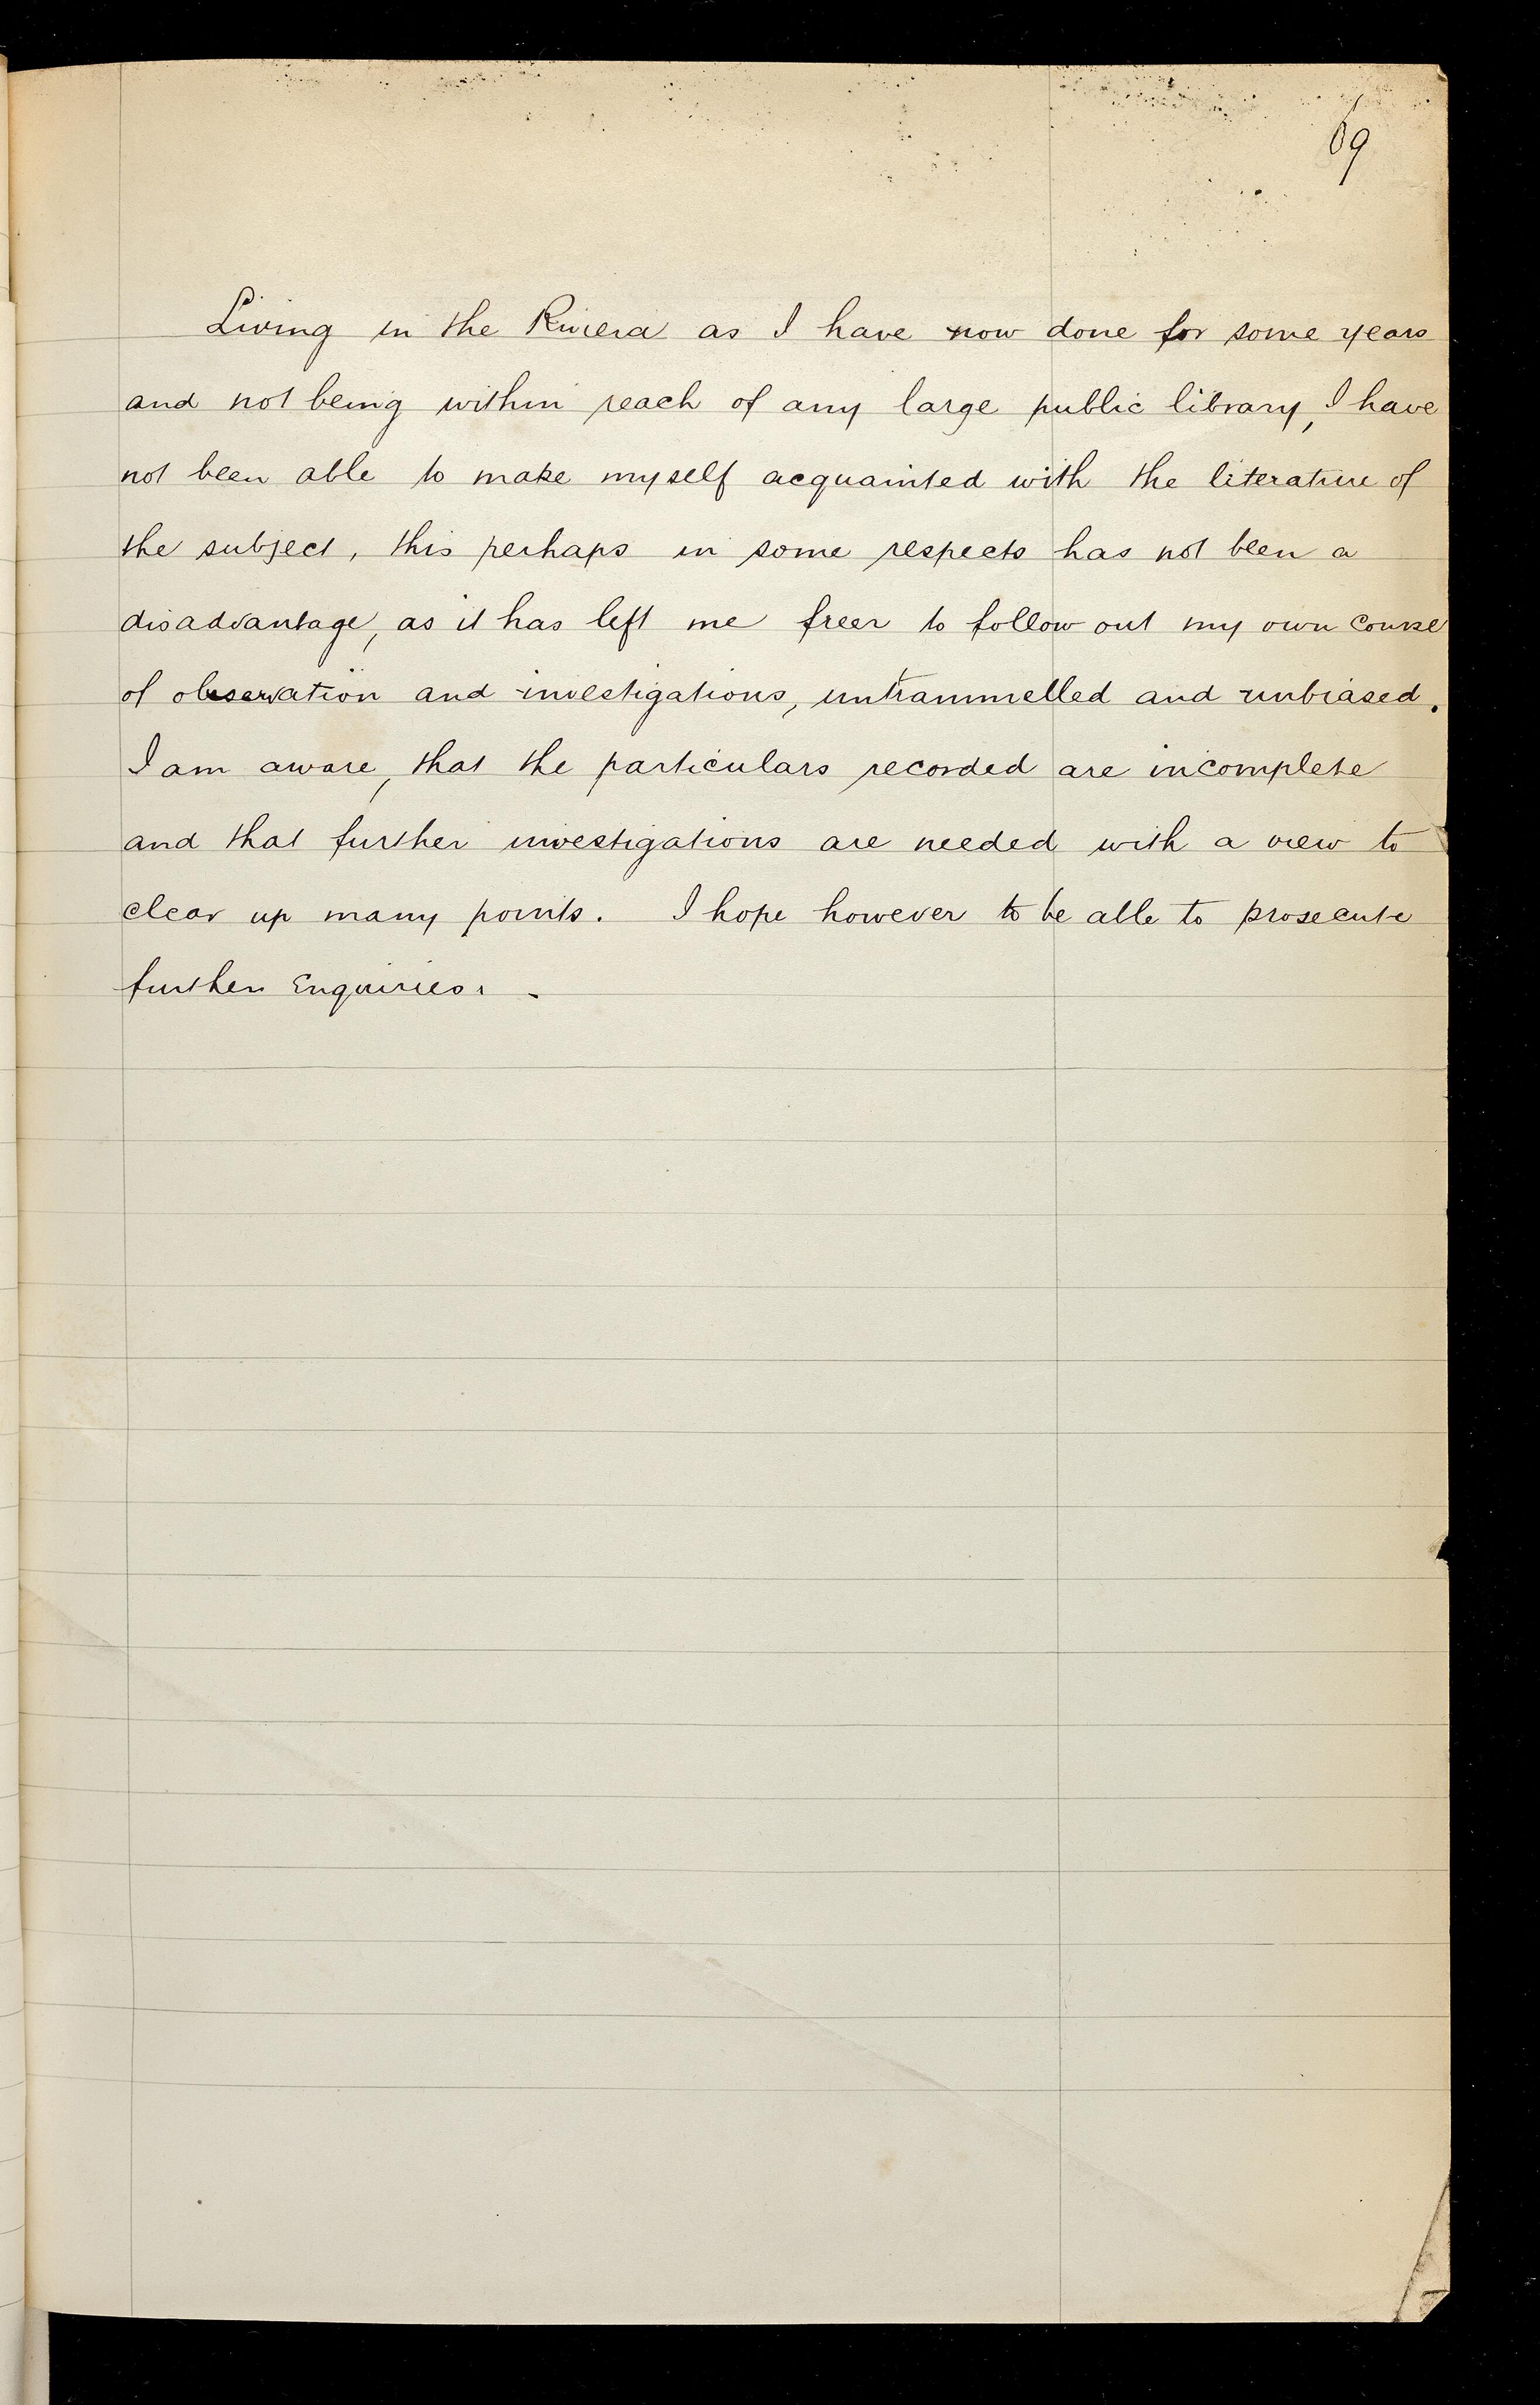 69
Living in the Riviera as I have now done for some years
and not being within reach of any large public library, I have
not been able to make myself acquainted with the literature of
the subject, this perhaps in some respects has not been a
disadvantage, as it has left me freer to follow out my own course
of observation and investigations, untrammelled and unbiased.
I am aware, that the particulars recorded are incomplete
and that further investigations are needed with a view to
clear up many points. I hope however to be able to prosecute
further Enquiries. -